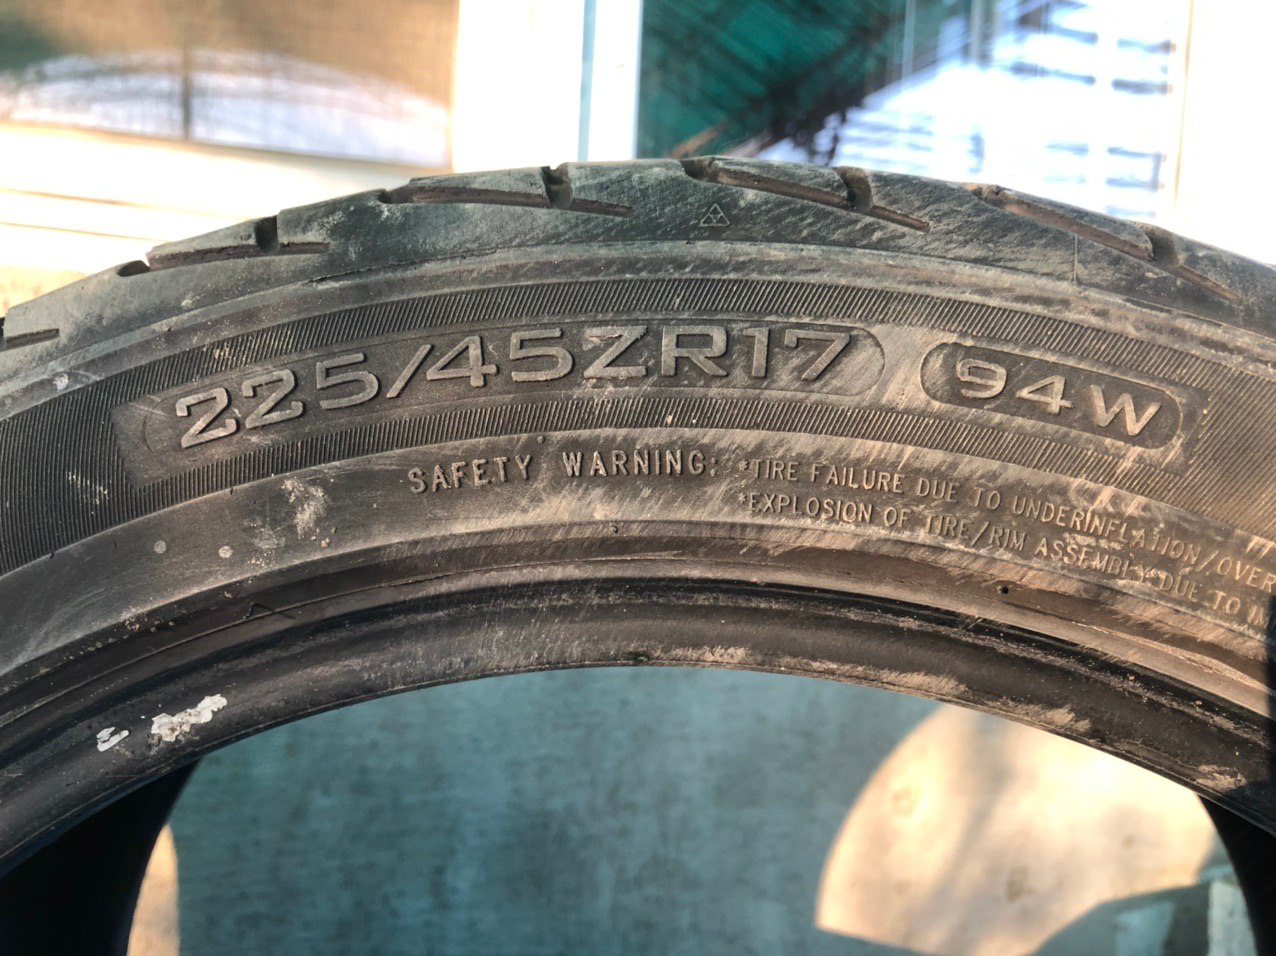 225/45ZR17 94W
SAFETY WARNING: •TIRE FAILURE DUE TO UNDERINFLATION/OVER
•EXPLOSION OF TIRE/RIM ASSEMBLY DUE TO